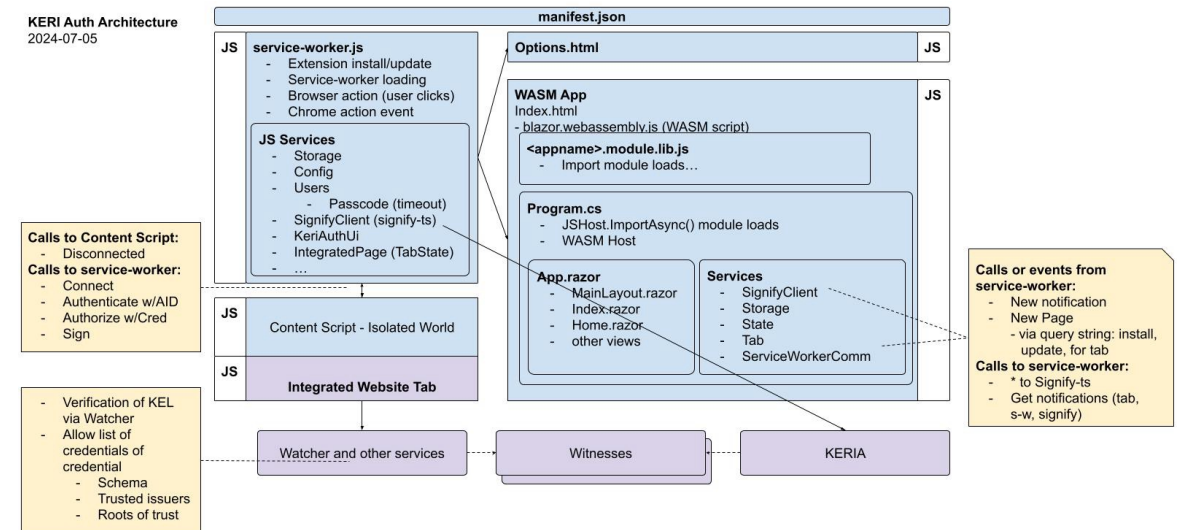 KERI Auth Architecture
2024-07-05
manifest.json
JS
service-worker.js
- Extension install/update
- Service-worker loading
- Browser action (user clicks)
- Chrome action event
JS Services
- Storage
- Config
- Users
- Passcode (timeout)
- SignifyClient (signify-ts)
- KeriAuthUi
- IntegratedPage (TabState)
- …
Options.html
JS
WASM App
JS
Index.html
- blazor.webassembly.js (WASM script)
<appname>.module.lib.js
- Import module loads…
Program.cs
- JSHost.ImportAsync() module loads
- WASM Host
App.razor
- MainLayout.razor
- Index.razor
- Home.razor
- other views
Services
- SignifyClient
- Storage
- State
- Tab
- ServiceWorkerComm
Calls to Content Script:
- Disconnected
Calls to service-worker:
- Connect
- Authenticate w/AID
- Authorize w/Cred
- Sign
JS
Content Script - Isolated World
JS
Integrated Website Tab
Calls or events from
service-worker:
- New notification
- New Page
- via query string: install,
update, for tab
Calls to service-worker:
- * to Signify-ts
- Get notifications (tab,
s-w, signify)
- Verification of KEL
via Watcher
- Allow list of
credentials of
credential
- Schema
- Trusted issuers
- Roots of trust
Watcher and other services
Witnesses
KERIA